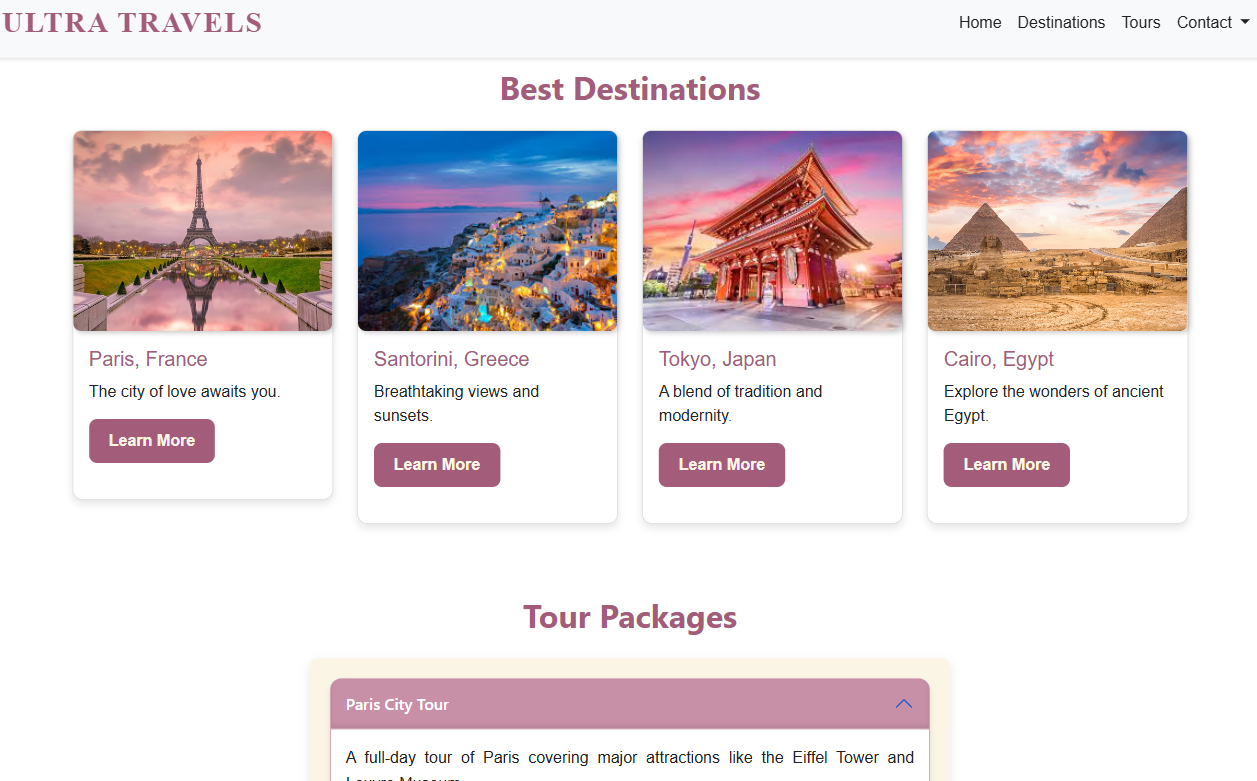 ULTRA TRAVELS
Home Destinations Tours Contact
Best Destinations
Paris, France
The city of love awaits you.
Learn More
Santorini, Greece
Breathtaking views and
sunsets.
Learn More
Tokyo, Japan
A blend of tradition and
modernity.
Learn More
Cairo, Egypt
Explore the wonders of ancient
Egypt.
Learn More
Tour Packages
Paris City Tour
A full-day tour of Paris covering major attractions like the Eiffel Tower and
Louvre Museum